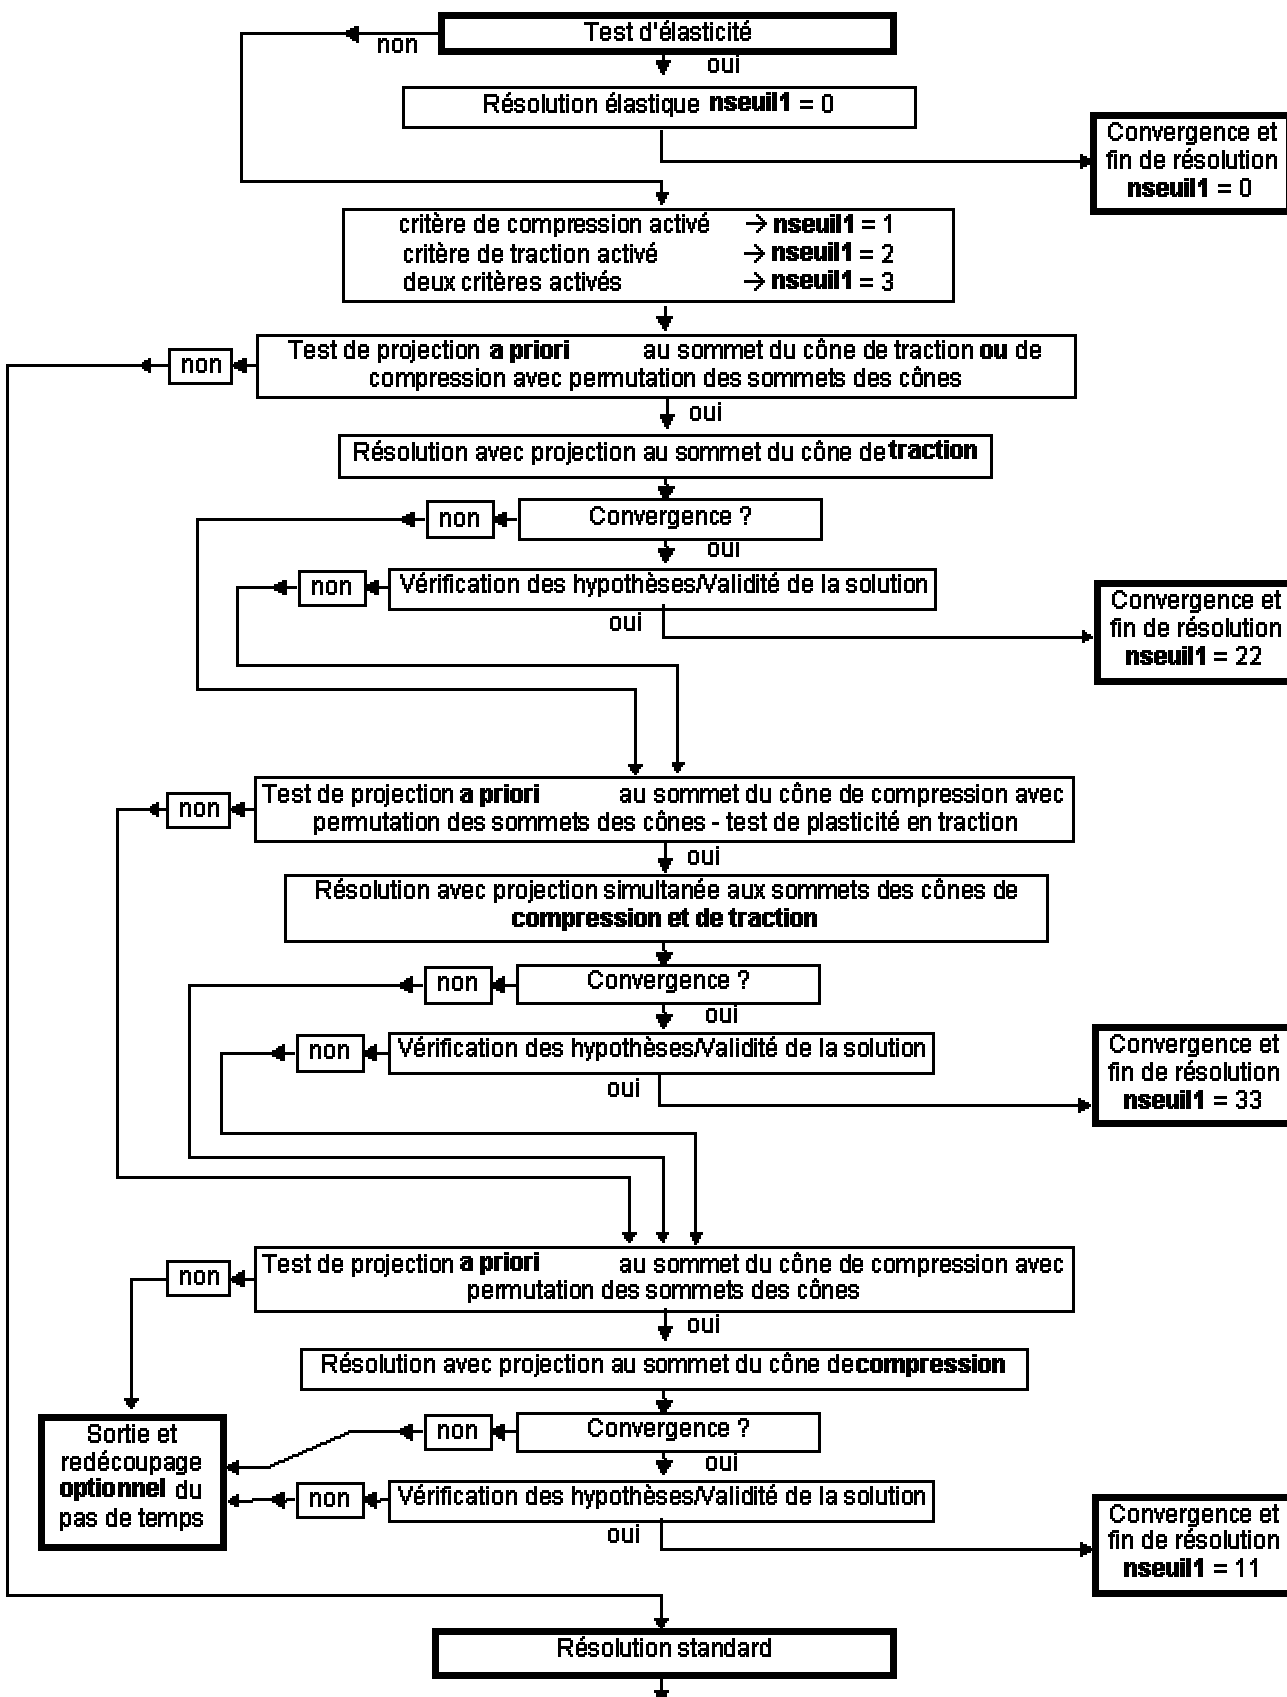 Test d'élasticité
non
oui
Résolution élastique nseuil1 = 0
Convergence et
fin de résolution
nseuil1 = 0
critère de compression activé → nseuil1 = 1
critère de traction activé → nseuil1 = 2
deux critères activés → nseuil1 = 3
non
Test de projection a priori au sommet du cône de traction ou de
compression avec permutation des sommets des cônes
oui
Résolution avec projection au sommet du cône de traction
non
Convergence ?
oui
non
Vérification des hypothèses/Validité de la solution
oui
Convergence et
fin de résolution
nseuil1 = 22
non
Test de projection a priori au sommet du cône de compression avec
permutation des sommets des cônes - test de plasticité en traction
oui
Résolution avec projection simultanée aux sommets des cônes de
compression et de traction
non
Convergence ?
oui
non
Vérification des hypothèses/Validité de la solution
oui
Convergence et
fin de résolution
nseuil1 = 33
non
Test de projection a priori au sommet du cône de compression avec
permutation des sommets des cônes
oui
Résolution avec projection au sommet du cône de compression
non
Convergence ?
oui
Sortie et
redécoupage
optionnel du
pas de temps
non
Vérification des hypothèses/Validité de la solution
oui
Convergence et
fin de résolution
nseuil1 = 11
Résolution standard